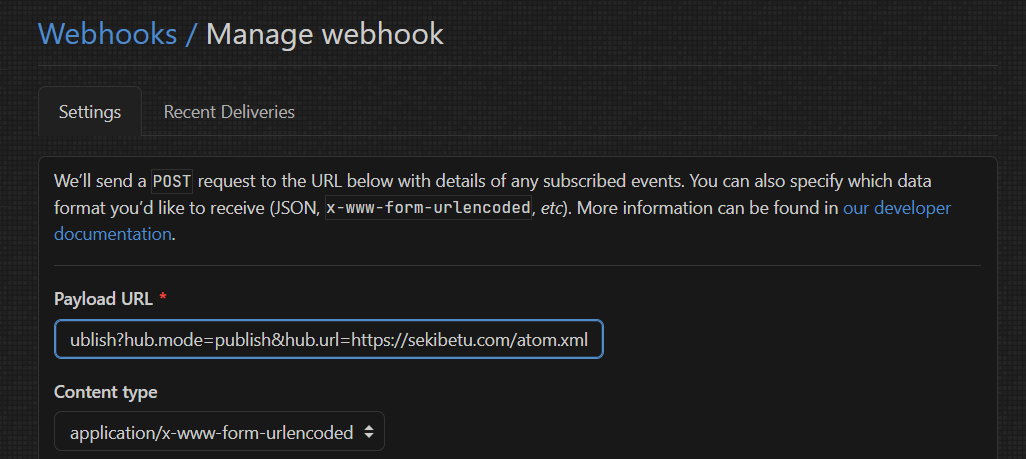 Webhooks / Manage webhook
Settings Recent Deliveries
We’ll send a POST request to the URL below with details of any subscribed events. You can also specify which data
format you’d like to receive (JSON, x-www-form-urlencoded, etc). More information can be found in our developer
documentation.
Payload URL *
ublish?hub.mode=publish&hub.url=https://sekibetu.com/atom.xml
Content type
application/x-www-form-urlencoded